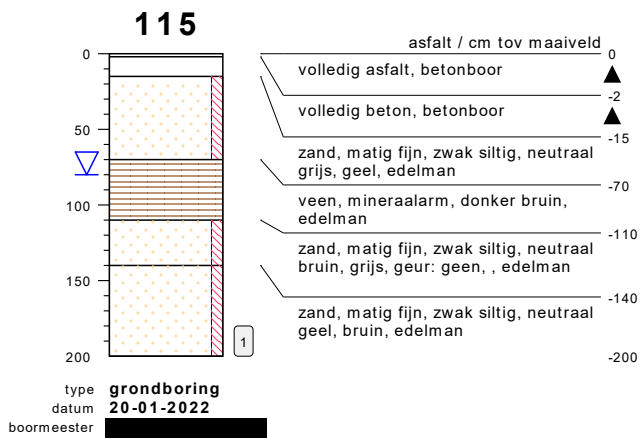 115
asfalt / cm tov maaiveld
0
0
volledig asfalt, betonboor
-2
volledig beton, betonboor
-15
50
zand, matig fijn, zwak siltig, neutraal
grijs, geel, edelman
-70
veen, mineraalarm, donker bruin,
edelman
100
-110
zand, matig fijn, zwak siltig, neutraal
bruin, grijs, geur: geen, , edelman
150
-140
zand, matig fijn, zwak siltig, neutraal
geel, bruin, edelman
1
200
-200
type grondboring
datum 20-01-2022
boormeester